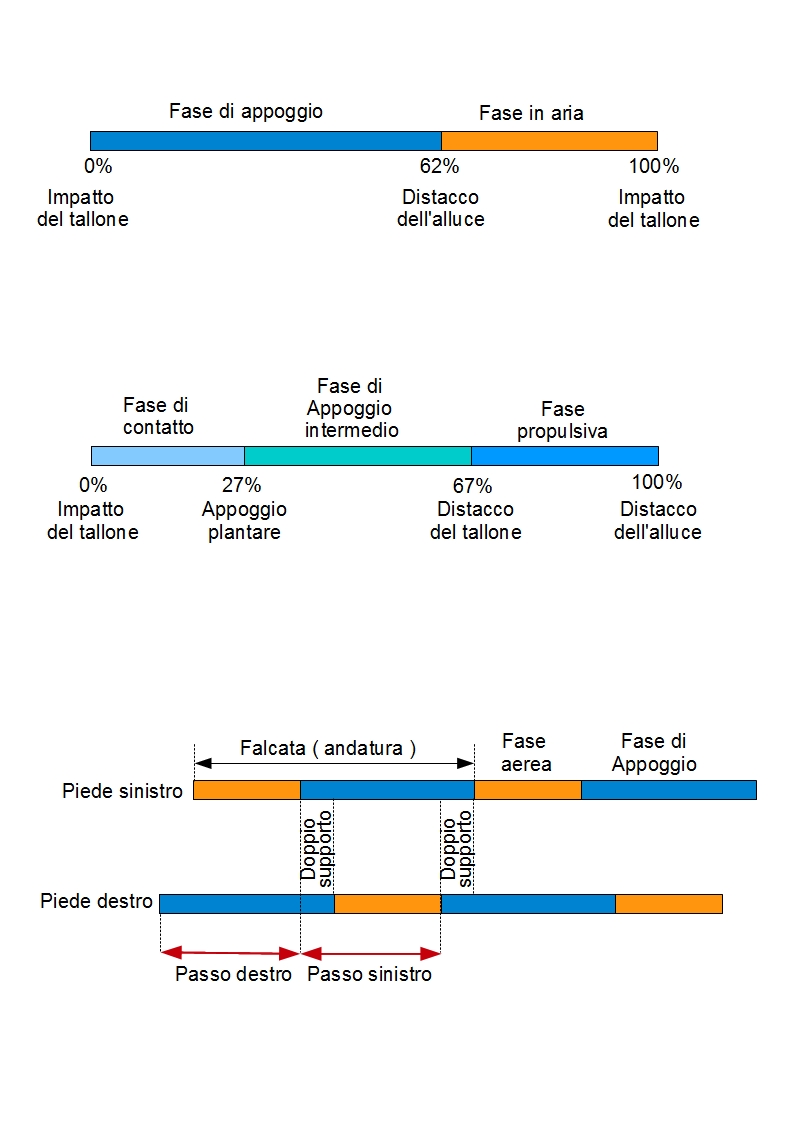 Fase di appoggio
Fase in aria
0%
62%
100%
Impatto
del tallone
Distacco
dell'alluce
Impatto
del tallone
Fase di
contatto
Fase di
Appoggio
intermedio
Fase
propulsiva
0%
27%
67%
100%
Impatto
del tallone
Appoggio
plantare
Distacco
del tallone
Distacco
dell'alluce
Falcata ( andatura )
Fase
aerea
Fase di
Appoggio
Piede sinistro
Doppio
supporto
Doppio
supporto
Piede destro
Passo destro
Passo sinistro